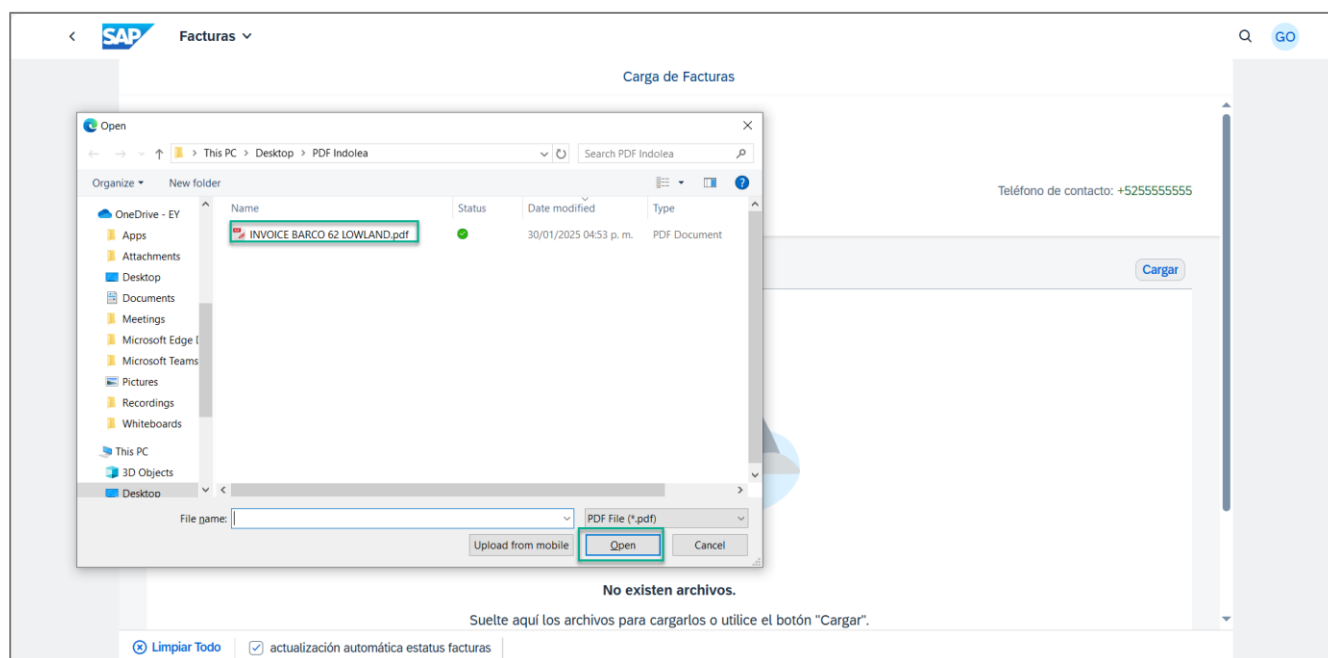 SAP Facturas GO
Carga de Facturas
Open
This PC > Desktop > PDF Indolea Search PDF Indolea
Organize New folder
Teléfono de contacto: +5255555555
Name Status Date modified Type
INVOICE BARCO 62 LOWLAND.pdf 30/01/2025 04:53 p. m. PDF Document
OneDrive - EY
Apps
Attachments
Desktop
Documents
Meetings
Microsoft Edge
Microsoft Teams
Pictures
Recordings
Whiteboards
This PC
3D Objects
Desktop
Cargar
File name: PDF File (*.pdf)
Upload from mobile Open Cancel
No existen archivos.
Suelte aquí los archivos para cargarlos o utilice el botón "Cargar".
Limpiar Todo actualización automática estatus facturas